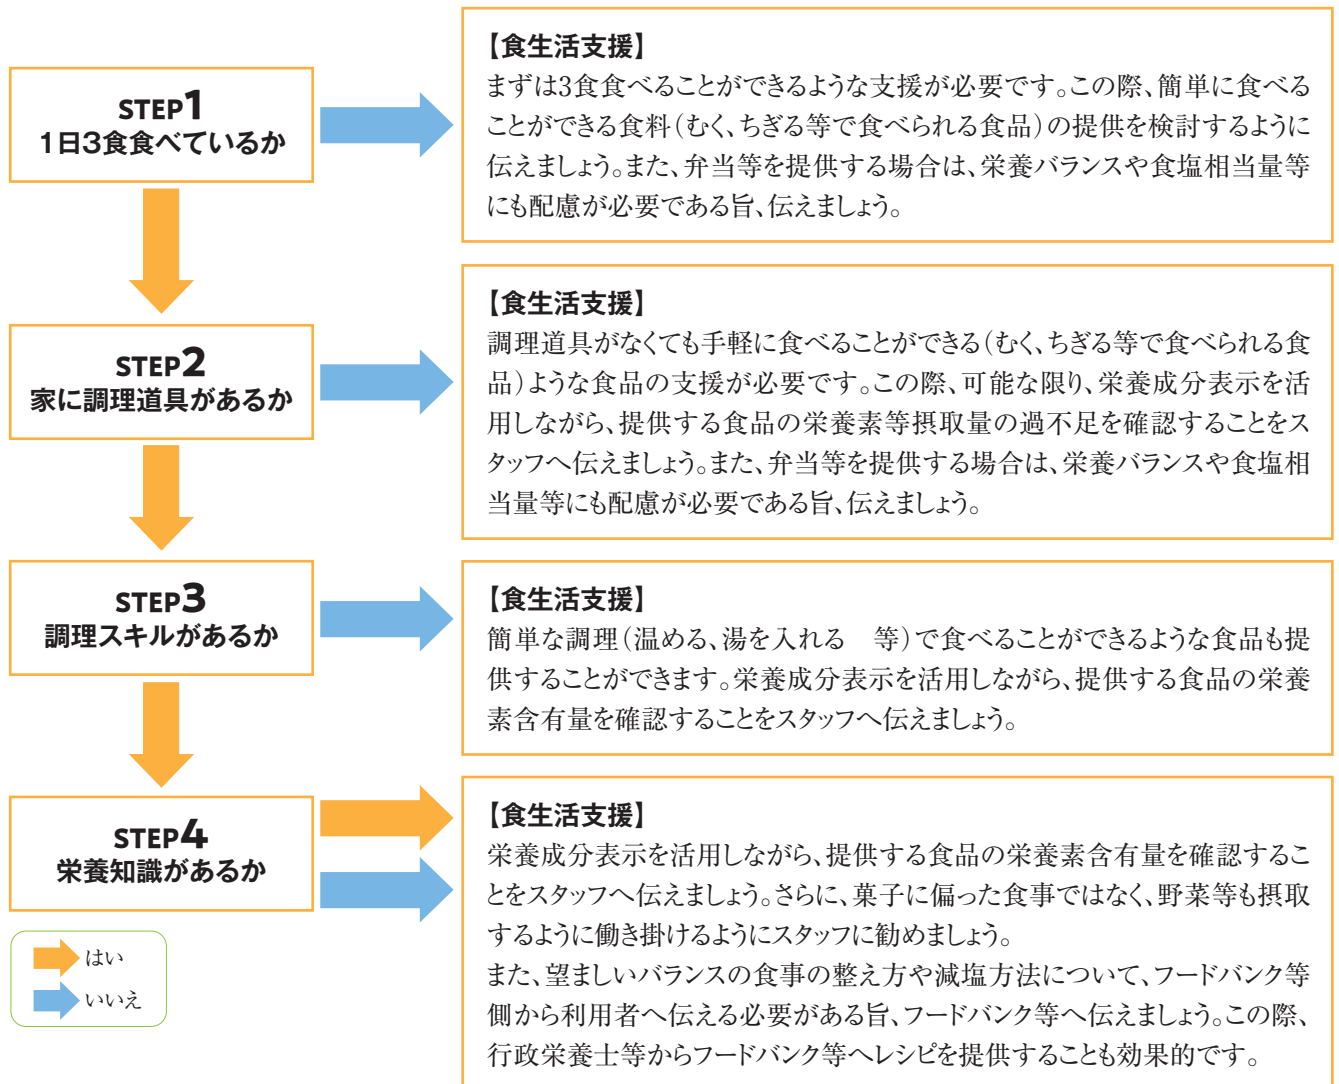 STEP1
1日3食食べているか
【食生活支援】
まずは3食食べることができるような支援が必要です。この際、簡単に食べる
ことができる食料(むく、ちぎる等で食べられる食品)の提供を検討するように
伝えましょう。また、弁当等を提供する場合は、栄養バランスや食塩相当量等
にも配慮が必要である旨、伝えましょう。
STEP2
家に調理道具があるか
【食生活支援】
調理道具がなくても手軽に食べることができる(むく、ちぎる等で食べられる食
品)ような食品の支援が必要です。この際、可能な限り、栄養成分表示を活
用しながら、提供する食品の栄養素等摂取量の過不足を確認することをス
タッフへ伝えましょう。また、弁当等を提供する場合は、栄養バランスや食塩相
当量等にも配慮が必要である旨、伝えましょう。
STEP3
調理スキルがあるか
【食生活支援】
簡単な調理(温める、湯を入れる　等)で食べることができるような食品も提
供することができます。栄養成分表示を活用しながら、提供する食品の栄養
素含有量を確認することをスタッフへ伝えましょう。
STEP4
栄養知識があるか
【食生活支援】
栄養成分表示を活用しながら、提供する食品の栄養素含有量を確認するこ
とをスタッフへ伝えましょう。さらに、菓子に偏った食事ではなく、野菜等も摂取
するように働き掛けるようにスタッフに勧めましょう。
また、望ましいバランスの食事の整え方や減塩方法について、フードバンク等
側から利用者へ伝える必要がある旨、フードバンク等へ伝えましょう。この際、
行政栄養士等からフードバンク等へレシピを提供することも効果的です。
はい
いいえ